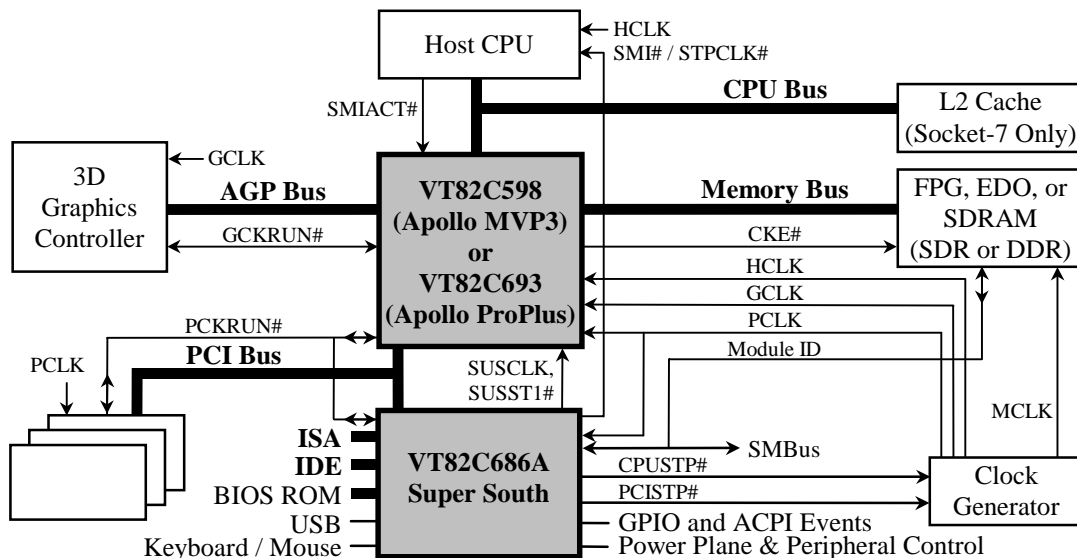 Host CPU
HCLK
SMI# / STPCLK#
SMIACT#
CPU Bus
L2 Cache
(Socket-7 Only)
3D
Graphics
Controller
GCLK
AGP Bus
GCKRUN#
VT82C598
(Apollo MVP3)
or
VT82C693
(Apollo ProPlus)
Memory Bus
CKE#
FPG, EDO, or
SDRAM
(SDR or DDR)
HCLK
GCLK
PCLK
Module ID
PCKRUN#
PCI Bus
PCLK
SUSCLK,
SUSST1#
MCLK
ISA
IDE
BIOS ROM
USB
Keyboard / Mouse
VT82C686A
Super South
SMBus
CPUSTP#
PCISTP#
Clock
Generator
GPIO and ACPI Events
Power Plane & Peripheral Control